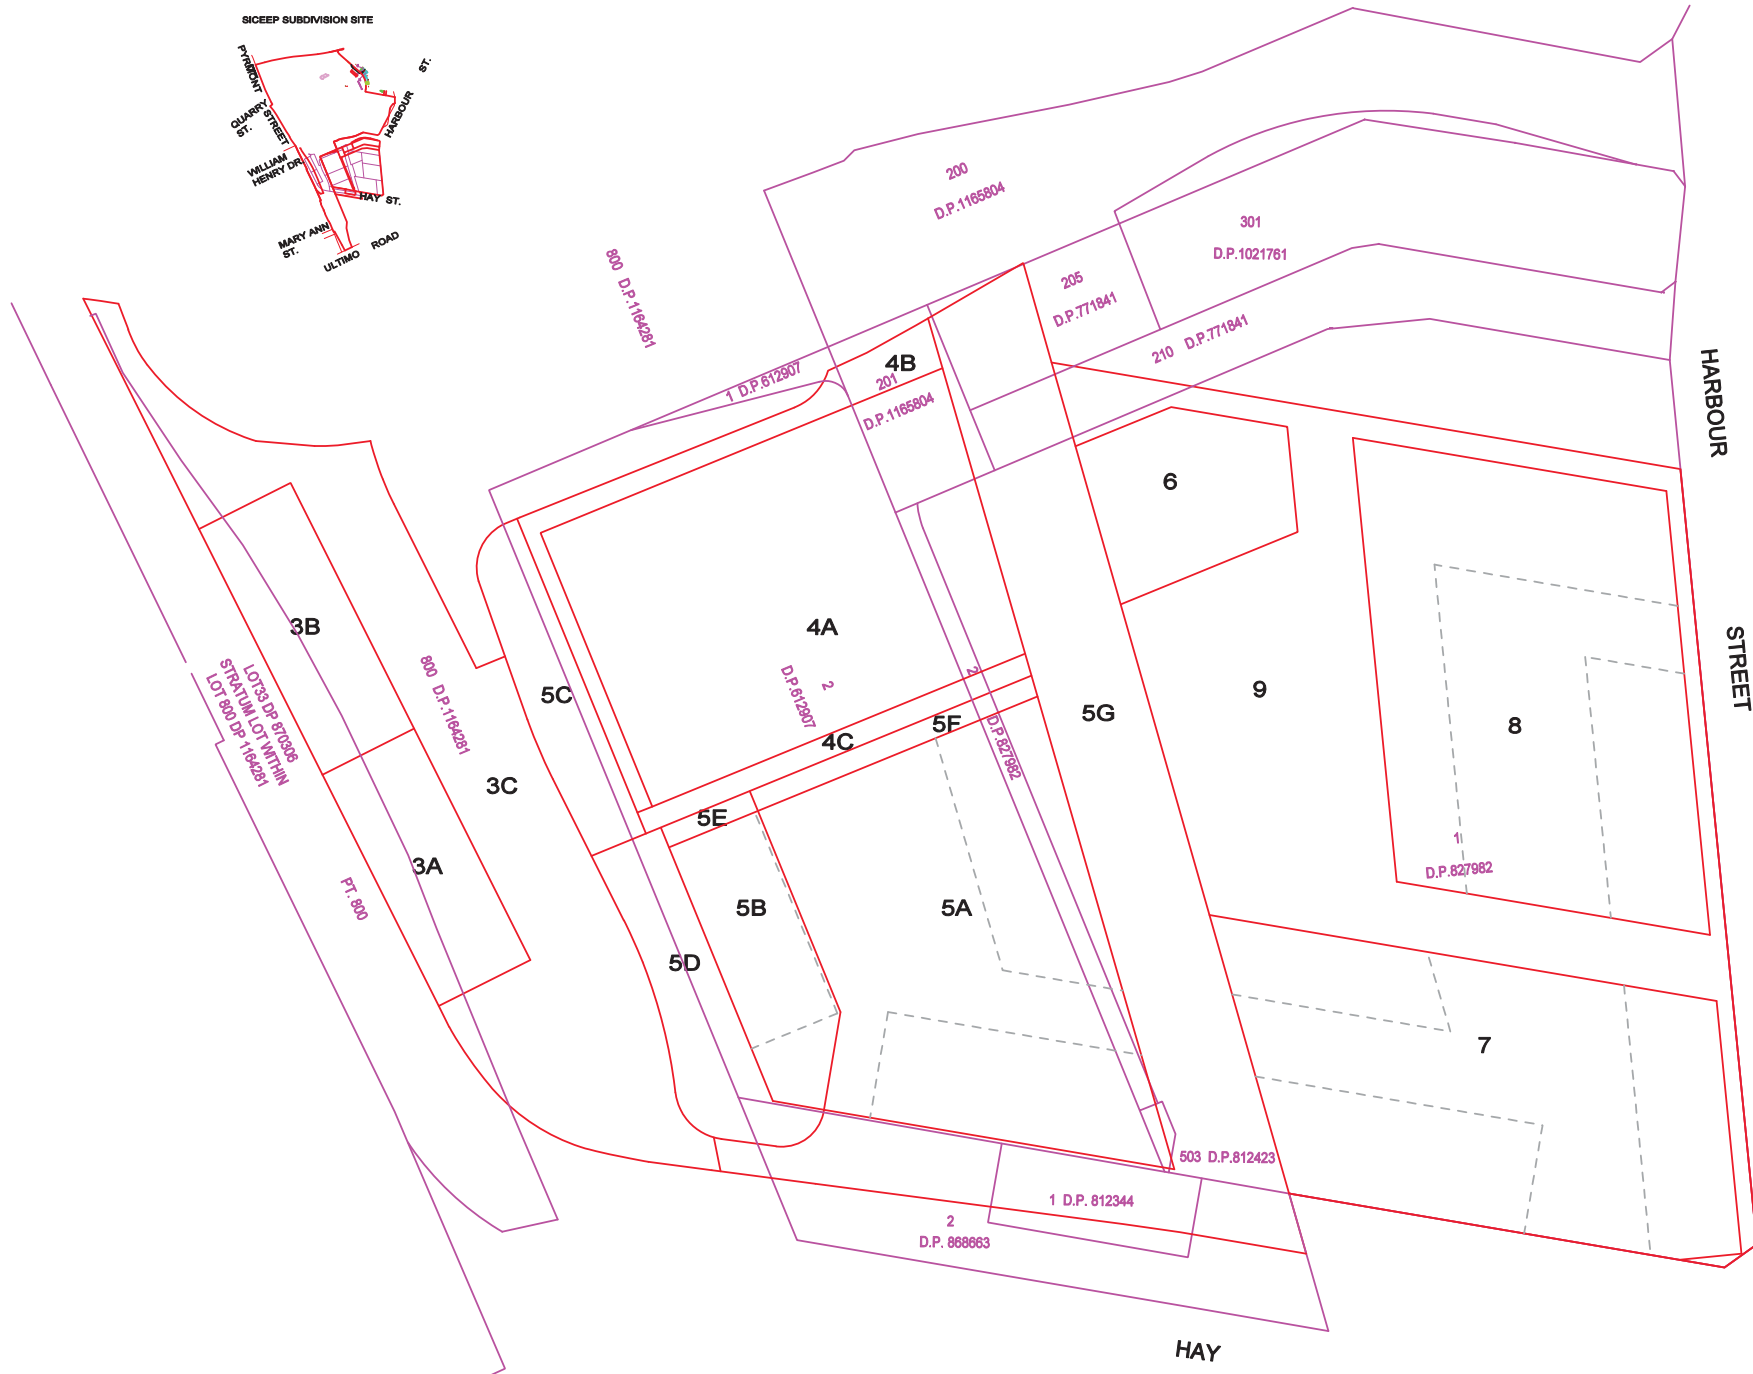 SICEEP SUBDIVISION SITE
PYRMONT
STREET
QUARRY
ST.
WILLIAM
HENRY DR.
HARBOUR
ST.
HAY ST.
MARY ANN
ST.
ULTIMO
ROAD
200
D.P.1165804
301
D.P.1021761
205
D.P.771841
210 D.P.771841
800 D.P.1164281
1 D.P.612907
4B
201
D.P.1165804
HARBOUR
STREET
6
3B
4A
LOT33 DP 870306
STRATUM LOT WITHIN
LOT 800 DP 1164281
800 D.P.1164281
5C
2
D.P.612907
2
D.P.827982
9
5G
8
5F
4C
3C
5E
3A
1
D.P.827982
PT. 800
5B
5A
5D
7
503 D.P.812423
1 D.P. 812344
2
D.P. 868663
HAY